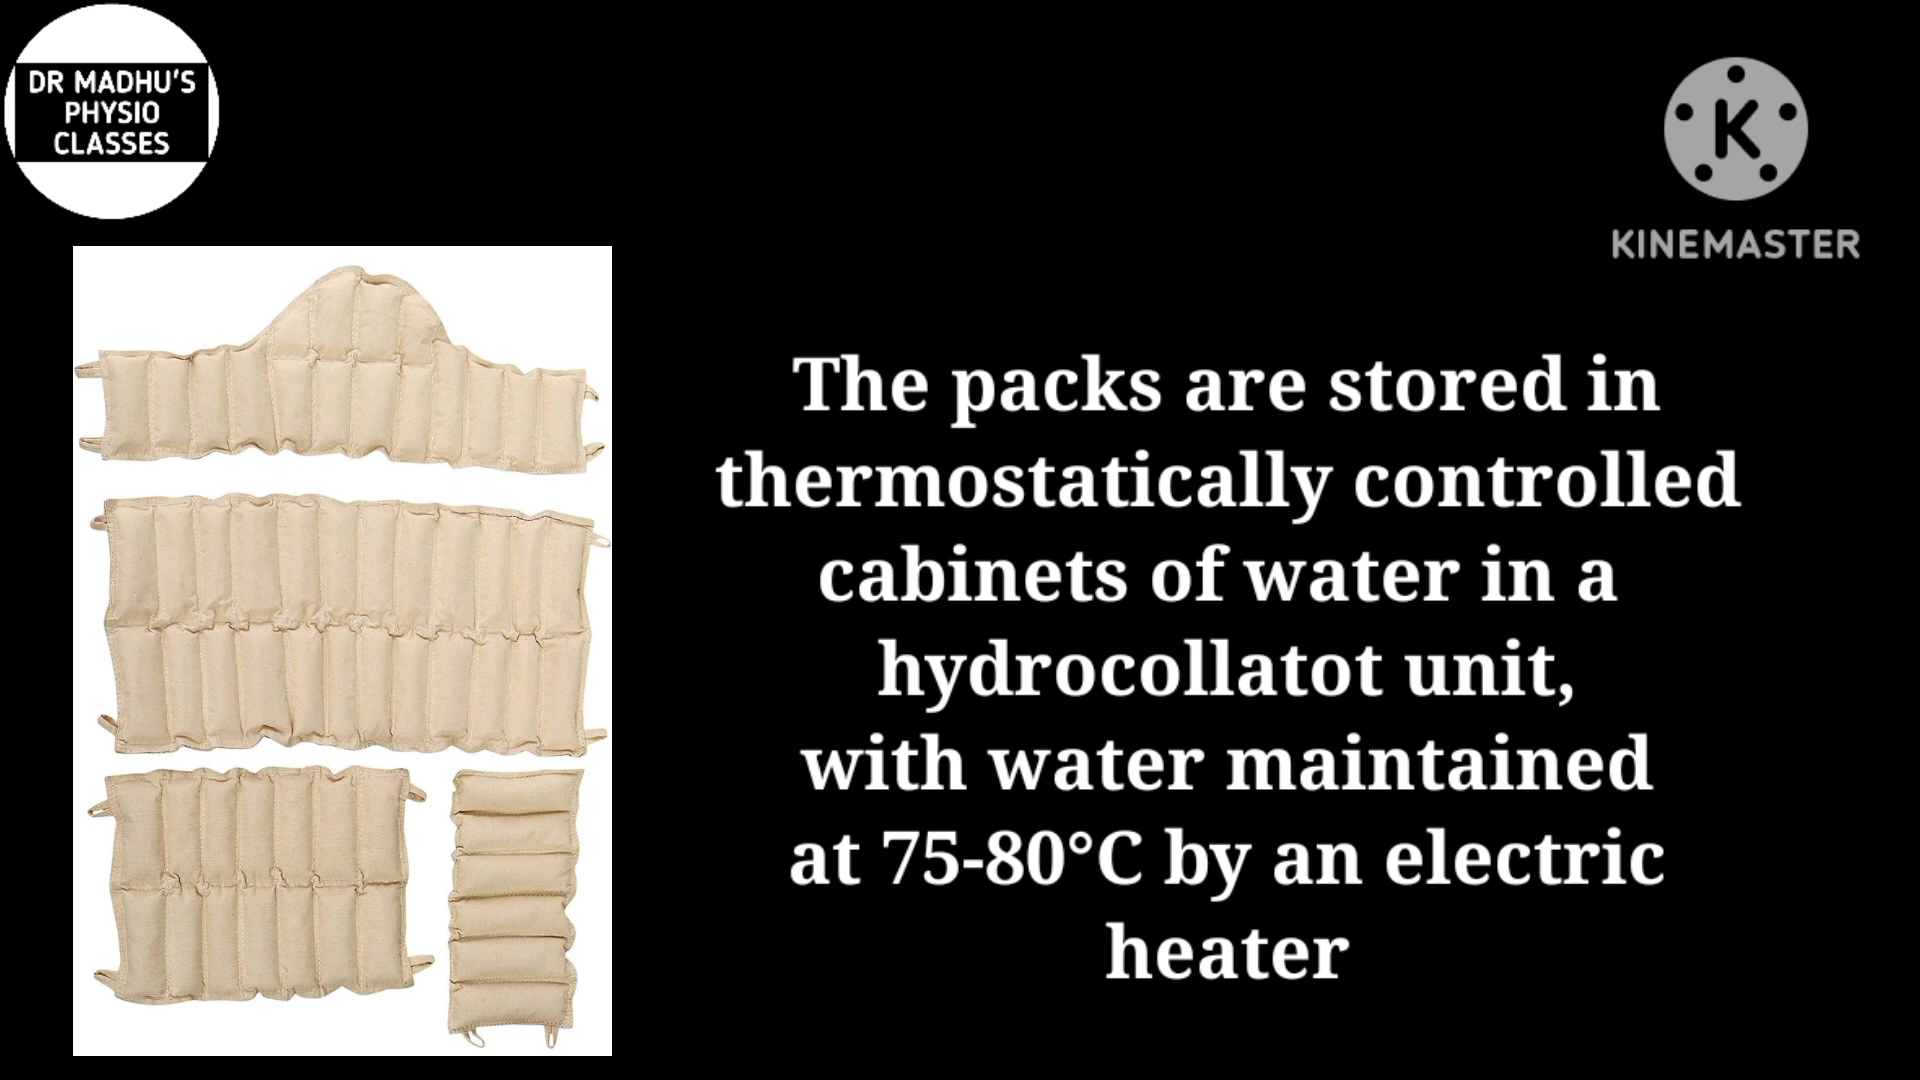 DR MADHU'S
PHYSIO
CLASSES
KINEMASTER
The packs are stored in
thermostatically controlled
cabinets of water in a
hydrocollatot unit,
with water maintained
at 75-80°C by an electric
heater